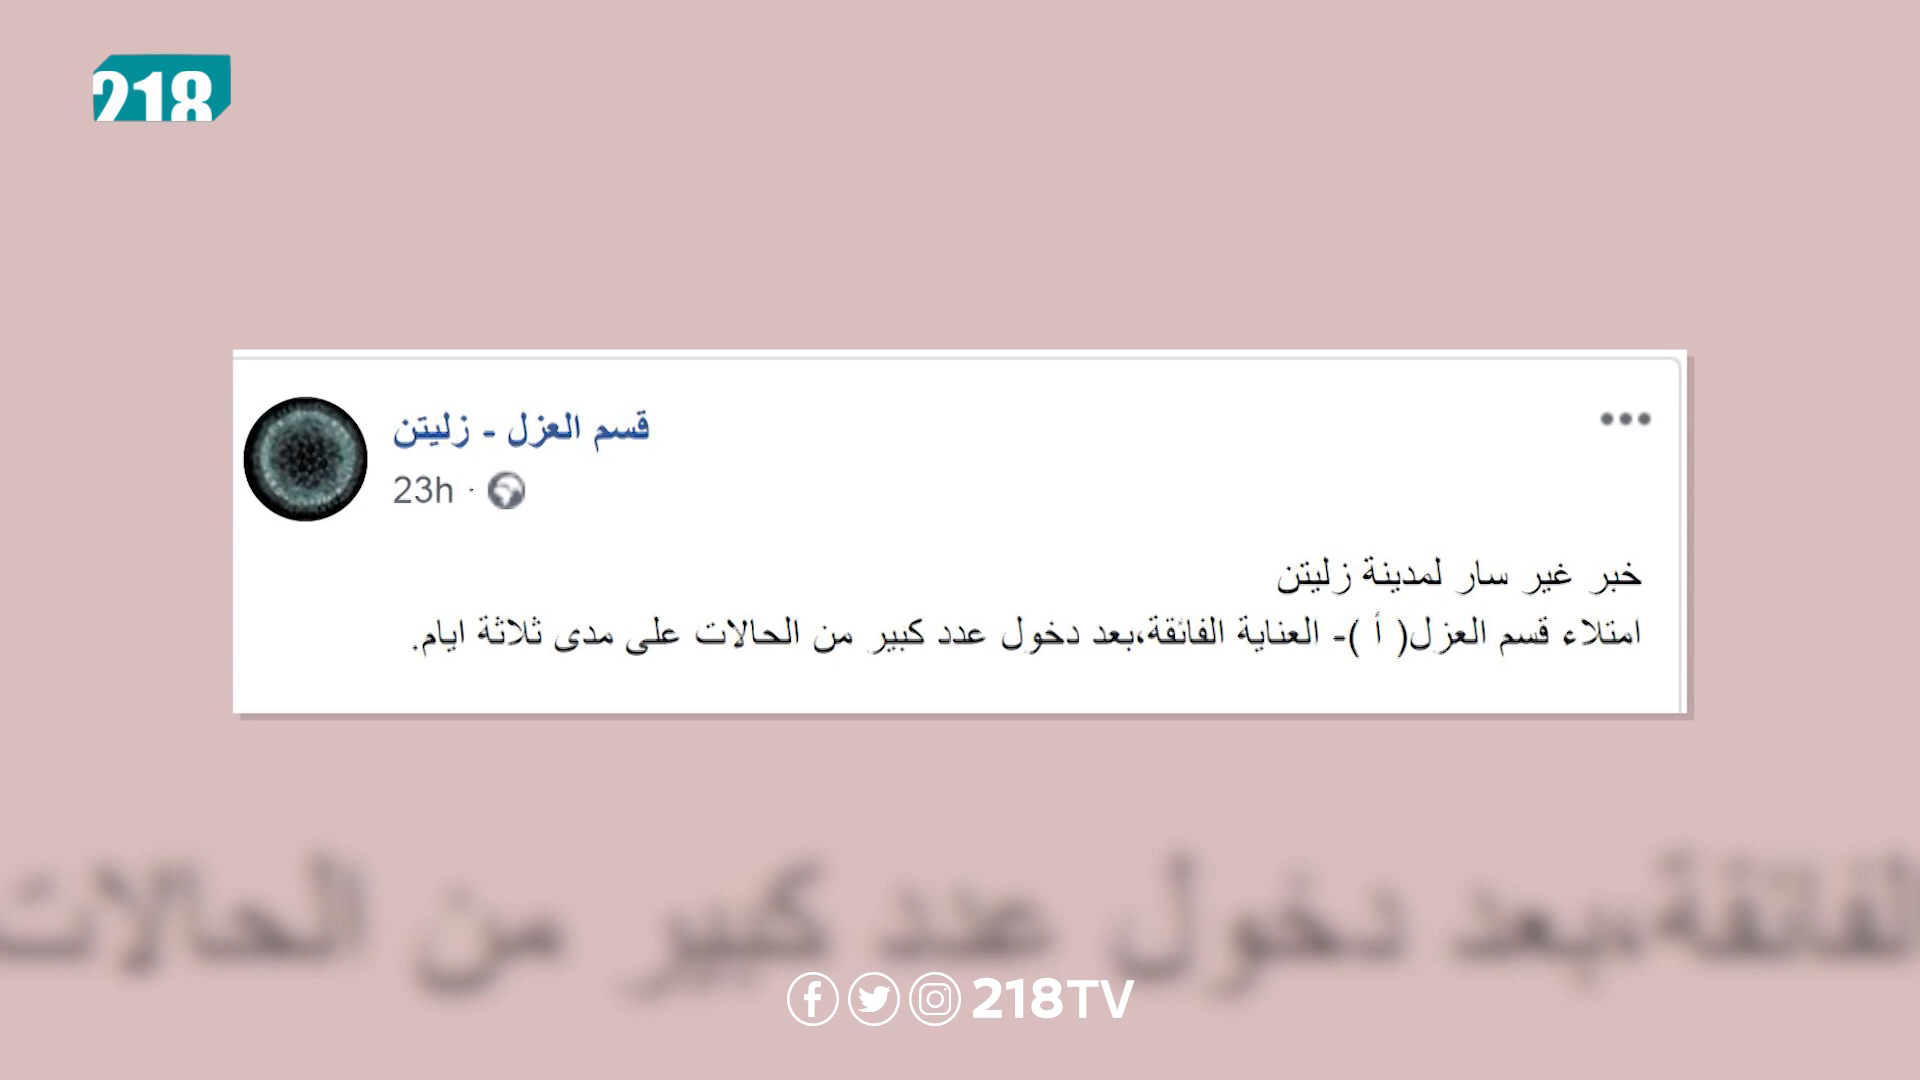 218
قسم العزل - زليتن
23h ·
خبر غير سار لمدينة زليتن
امتلاء قسم العزل( أ )- العناية الفائقة،بعد دخول عدد كبير من الحالات على مدى ثلاثة ايام.
الفائقة،بعد دخول عدد كبير من الحالات
218TV